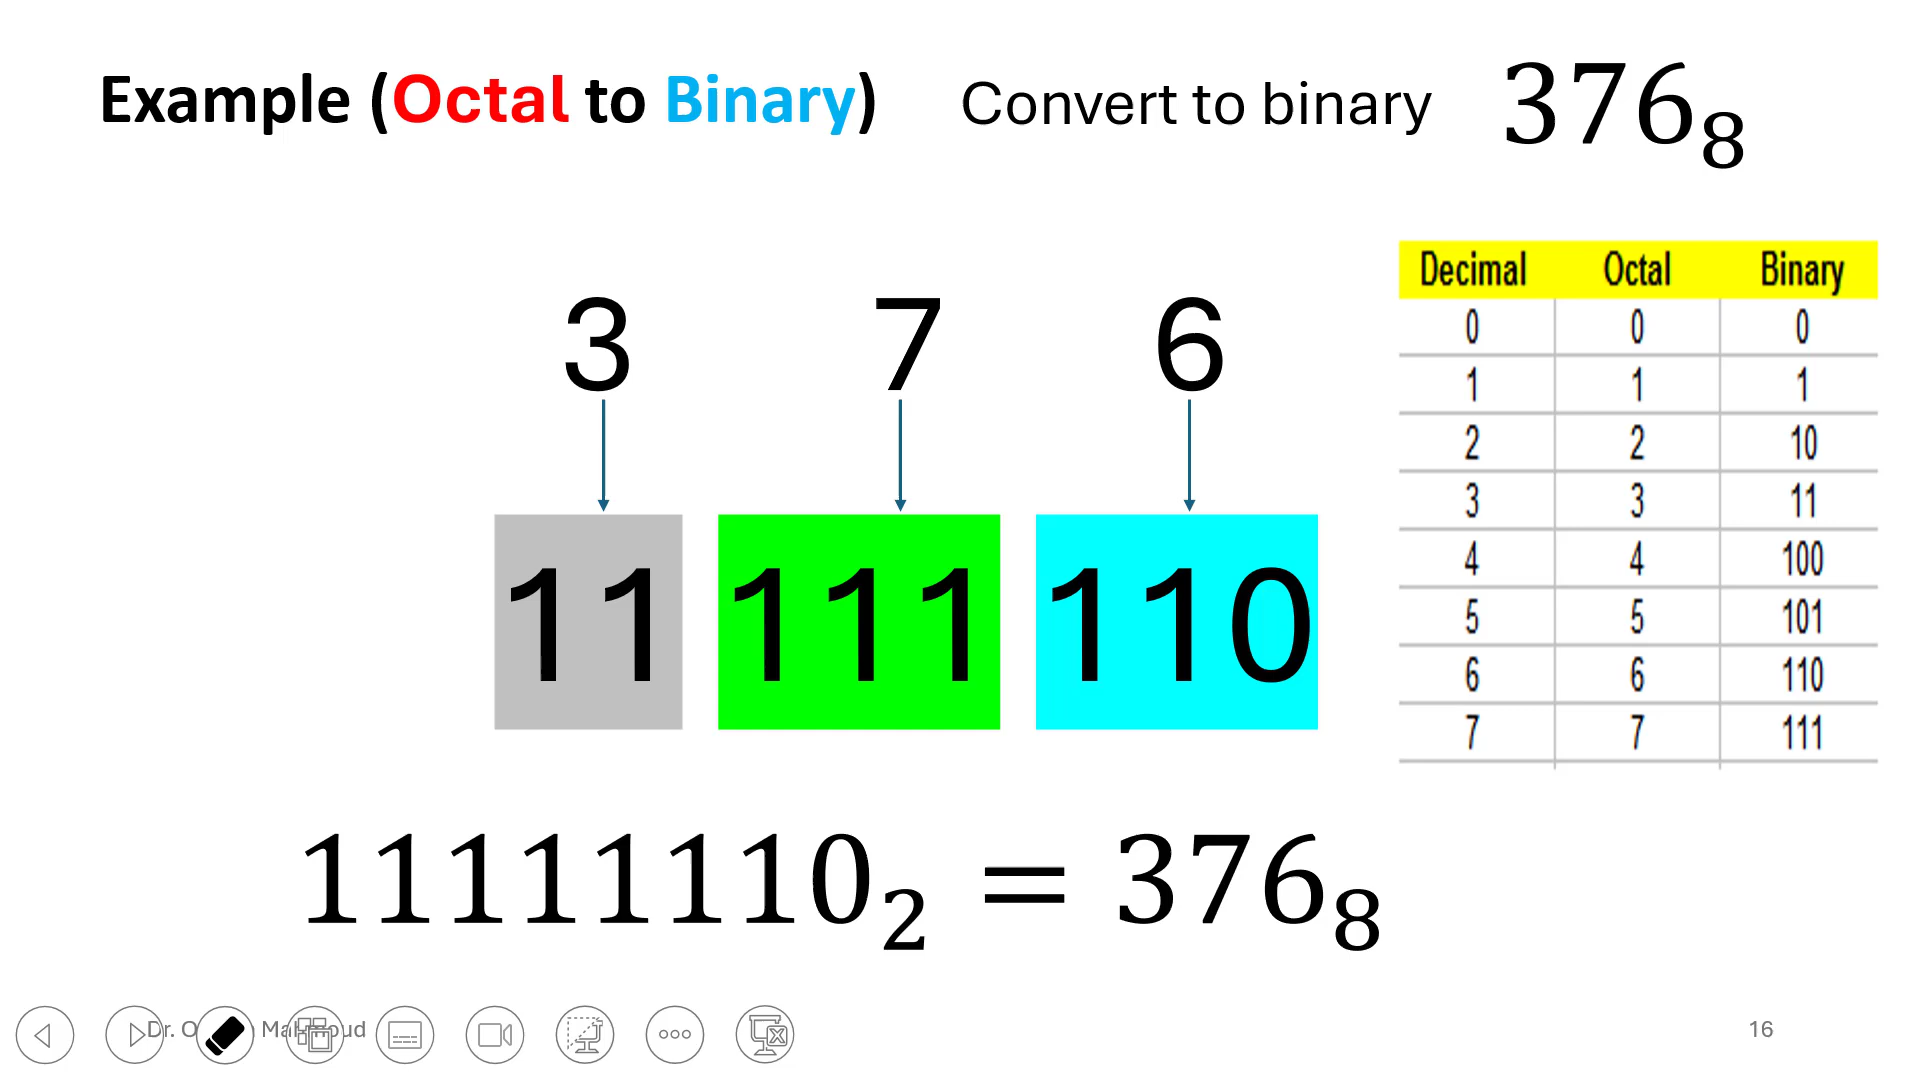 Example (Octal to Binary) Convert to binary 376₈
3 7 6
11 111 110
Decimal Octal Binary
0 0 0
1 1 1
2 2 10
3 3 11
4 4 100
5 5 101
6 6 110
7 7 111
11111110₂ = 376₈
Dr.
16